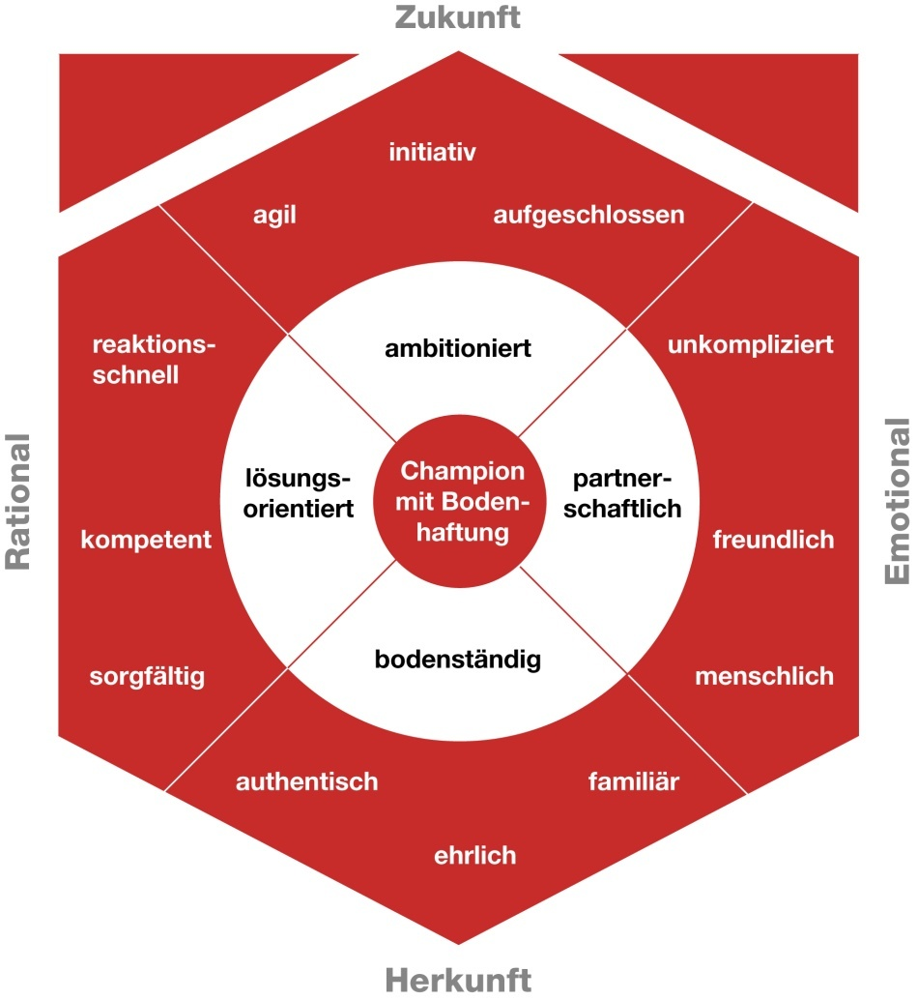 Zukunft
initiativ
agil
aufgeschlossen
reaktions-
schnell
ambitioniert
unkompliziert
Rational
lösungs-
orientiert
Champion
mit Boden-
haftung
partner-
schaftlich
Emotional
kompetent
freundlich
sorgfältig
bodenständig
menschlich
authentisch
familiär
ehrlich
Herkunft